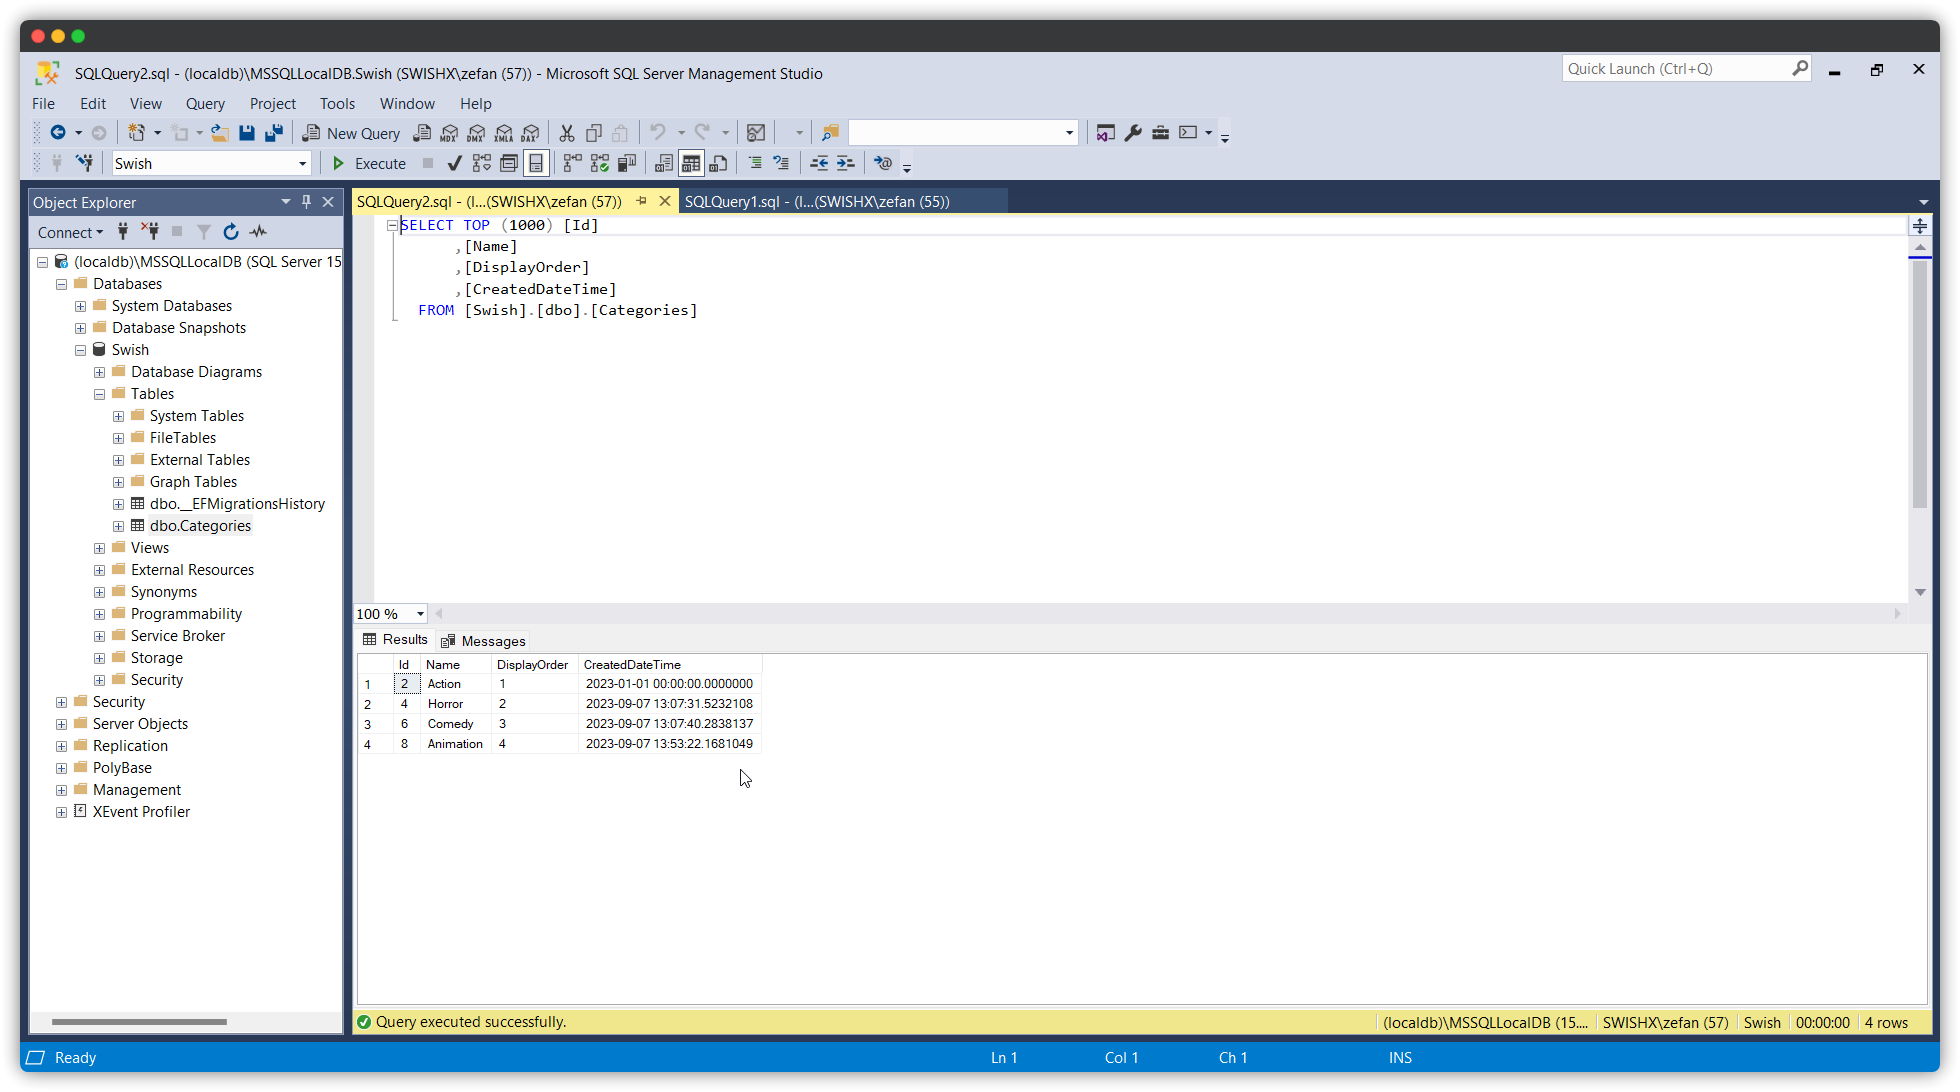 SQLQuery2.sql - (localdb)\MSSQLLocalDB.Swish (SWISHX\zefan (57)) - Microsoft SQL Server Management Studio
Quick Launch (Ctrl+Q)
File Edit View Query Project Tools Window Help
New Query MDX DMX XMLA DAX
Swish Execute
Object Explorer
Connect
(localdb)\MSSQLLocalDB (SQL Server 15
Databases
System Databases
Database Snapshots
Swish
Database Diagrams
Tables
System Tables
FileTables
External Tables
Graph Tables
dbo.__EFMigrationsHistory
dbo.Categories
Views
External Resources
Synonyms
Programmability
Service Broker
Storage
Security
Security
Server Objects
Replication
PolyBase
Management
XEvent Profiler
SQLQuery2.sql - (l...(SWISHX\zefan (57)) SQLQuery1.sql - (l...(SWISHX\zefan (55))
SELECT TOP (1000) [Id]
,[Name]
,[DisplayOrder]
,[CreatedDateTime]
FROM [Swish].[dbo].[Categories]
100 %
Results Messages
Id Name DisplayOrder CreatedDateTime
1 2 Action 1 2023-01-01 00:00:00.0000000
2 4 Horror 2 2023-09-07 13:07:31.5232108
3 6 Comedy 3 2023-09-07 13:07:40.2838137
4 8 Animation 4 2023-09-07 13:53:22.1681049
Query executed successfully. (localdb)\MSSQLLocalDB (15.... SWISHX\zefan (57) Swish 00:00:00 4 rows
Ready Ln 1 Col 1 Ch 1 INS